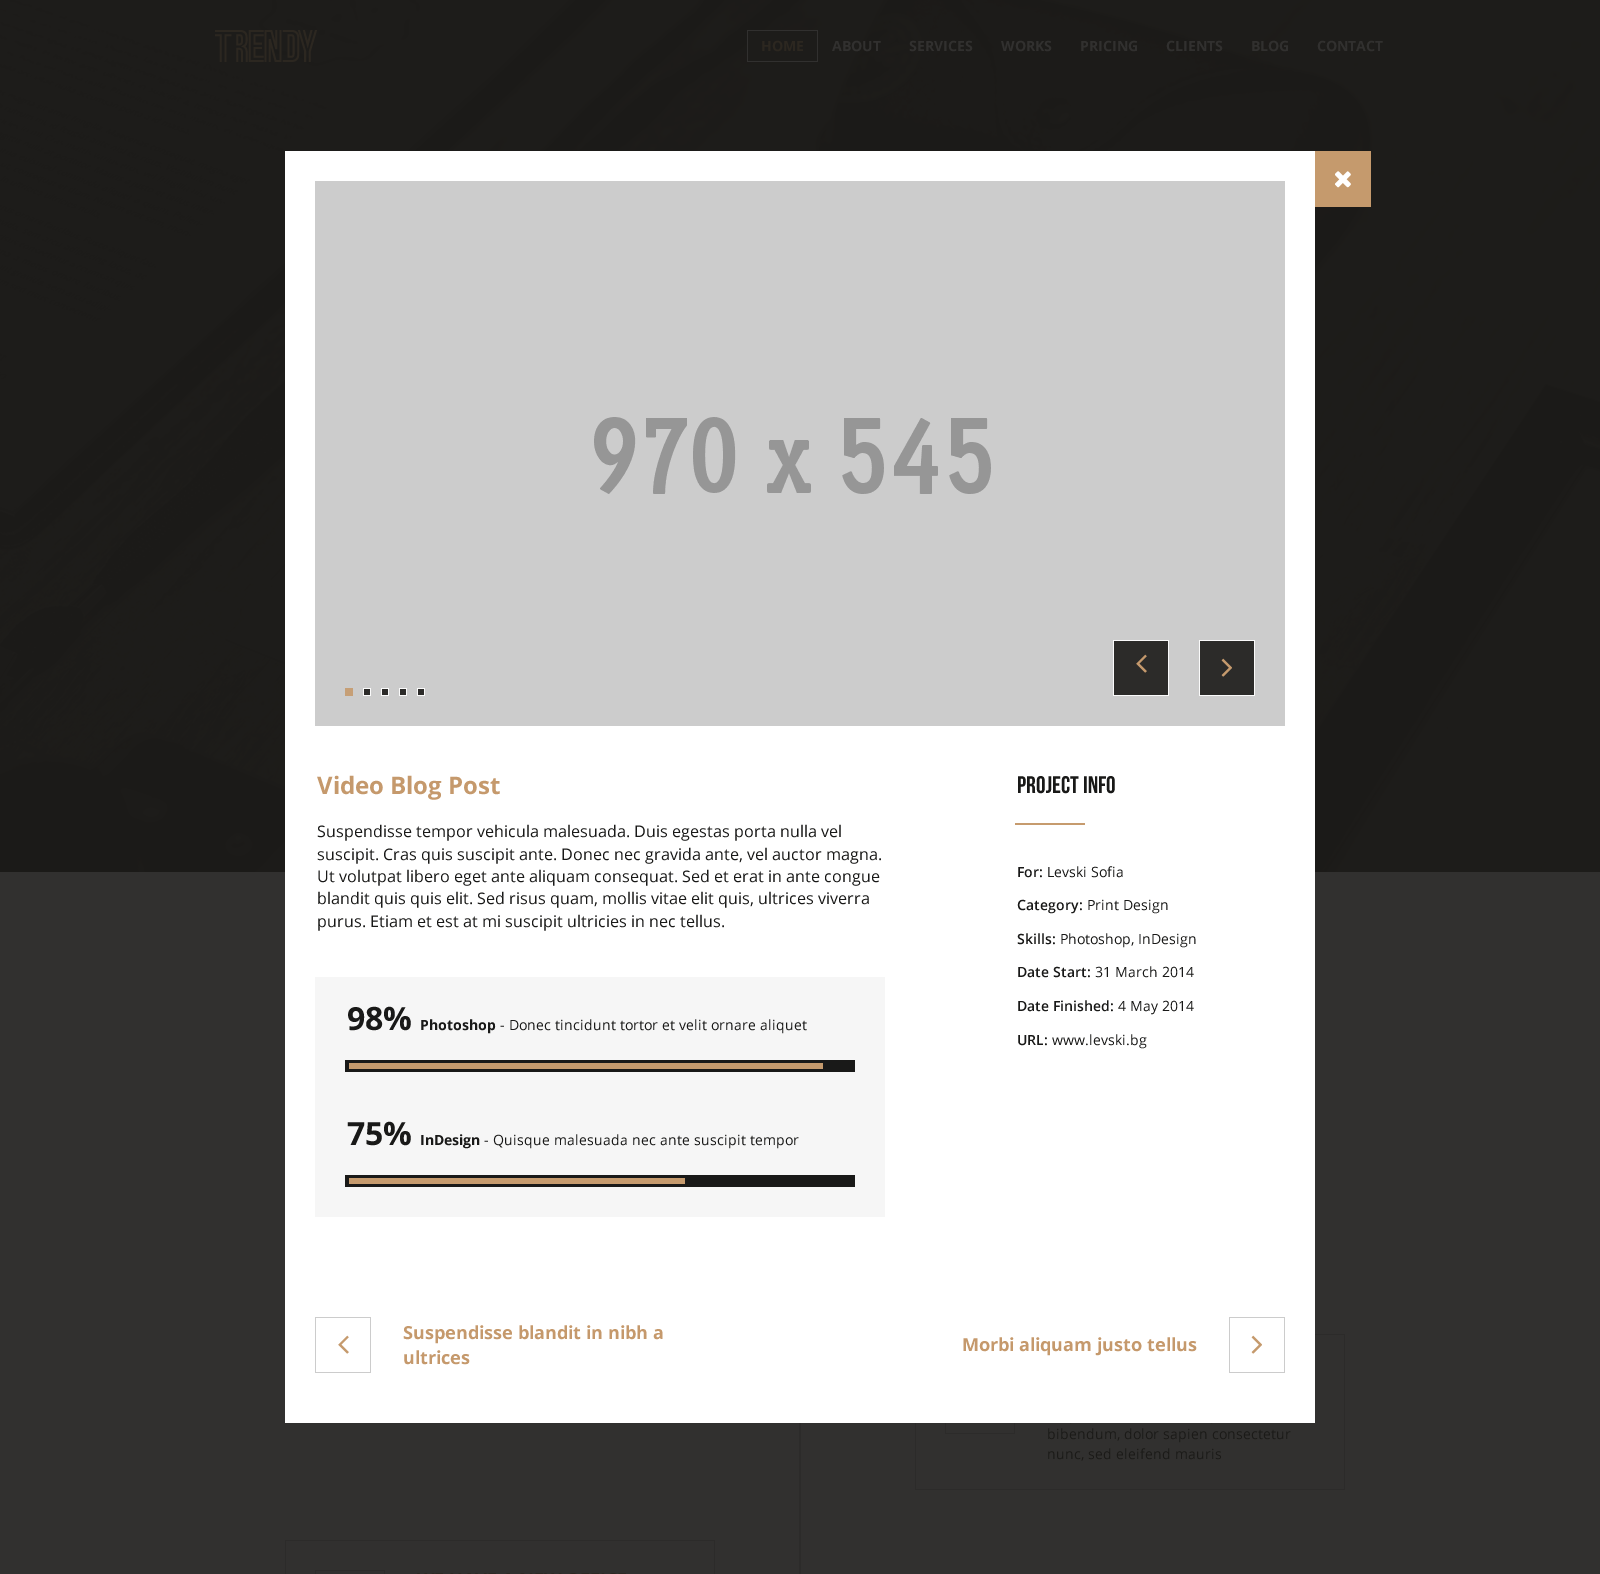 TRENDY
HOME ABOUT SERVICES WORKS PRICING CLIENTS BLOG CONTACT
970 x 545
Video Blog Post
Suspendisse tempor vehicula malesuada. Duis egestas porta nulla vel
suscipit. Cras quis suscipit ante. Donec nec gravida ante, vel auctor magna.
Ut volutpat libero eget ante aliquam consequat. Sed et erat in ante congue
blandit quis quis elit. Sed risus quam, mollis vitae elit quis, ultrices viverra
purus. Etiam et est at mi suscipit ultricies in nec tellus.
98% Photoshop - Donec tincidunt tortor et velit ornare aliquet
75% InDesign - Quisque malesuada nec ante suscipit tempor
PROJECT INFO
For: Levski Sofia
Category: Print Design
Skills: Photoshop, InDesign
Date Start: 31 March 2014
Date Finished: 4 May 2014
URL: www.levski.bg
Suspendisse blandit in nibh a
ultrices
Morbi aliquam justo tellus
bibendum, dolor sapien consectetur
nunc, sed eleifend mauris